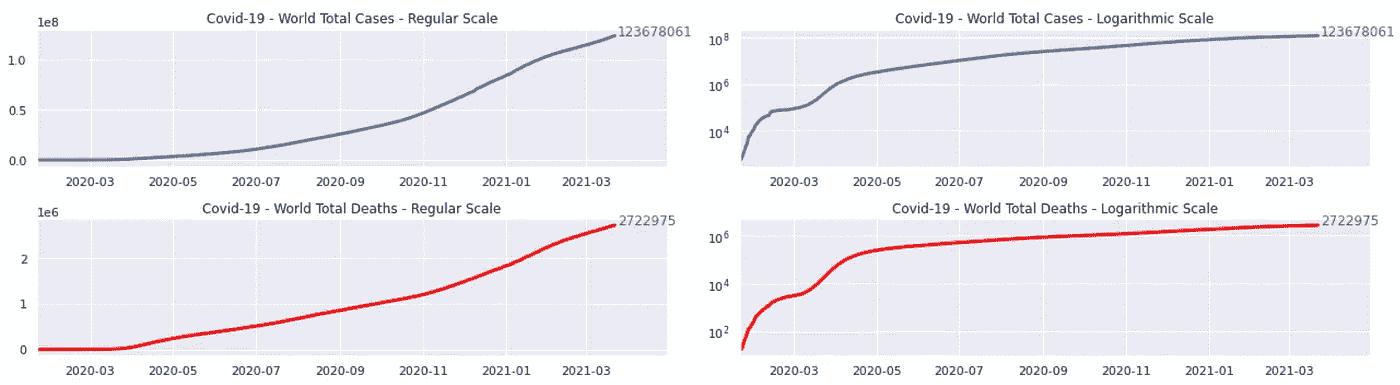 Covid-19 - World Total Cases - Regular Scale
1e8
123678061
1.0
0.5
0.0
2020-03 2020-05 2020-07 2020-09 2020-11 2021-01 2021-03
Covid-19 - World Total Cases - Logarithmic Scale
123678061
10⁸
10⁶
10⁴
2020-03 2020-05 2020-07 2020-09 2020-11 2021-01 2021-03
Covid-19 - World Total Deaths - Regular Scale
1e6
2722975
2
1
0
2020-03 2020-05 2020-07 2020-09 2020-11 2021-01 2021-03
Covid-19 - World Total Deaths - Logarithmic Scale
2722975
10⁶
10⁴
10²
2020-03 2020-05 2020-07 2020-09 2020-11 2021-01 2021-03